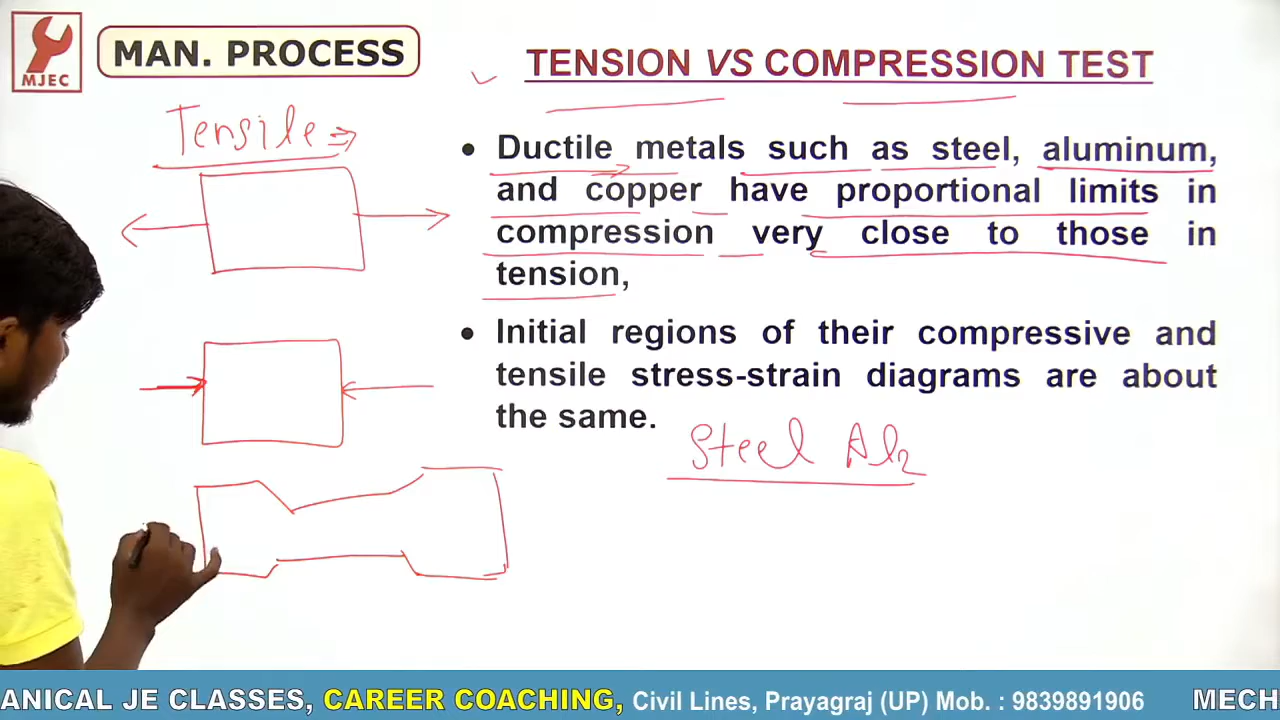 MJEC
MAN. PROCESS
TENSION VS COMPRESSION TEST
Tensile
• Ductile metals such as steel, aluminum,
and copper have proportional limits in
compression very close to those in
tension,
• Initial regions of their compressive and
tensile stress-strain diagrams are about
the same.
Steel Al2
ANICAL JE CLASSES, CAREER COACHING, Civil Lines, Prayagraj (UP) Mob. : 9839891906 MECH